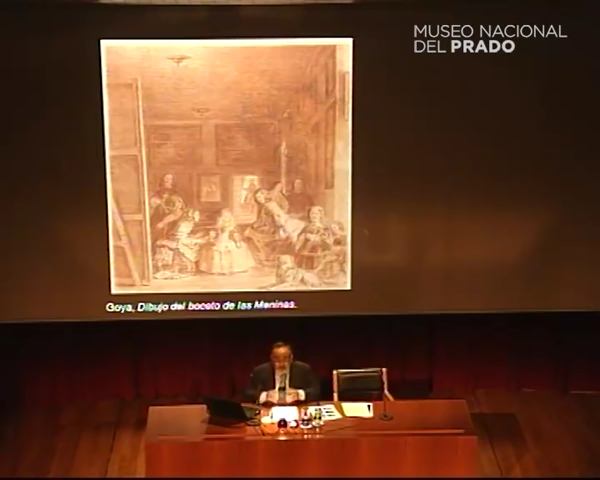 MUSEO NACIONAL
DEL PRADO
Goya, Dibujo del boceto de las Meninas.